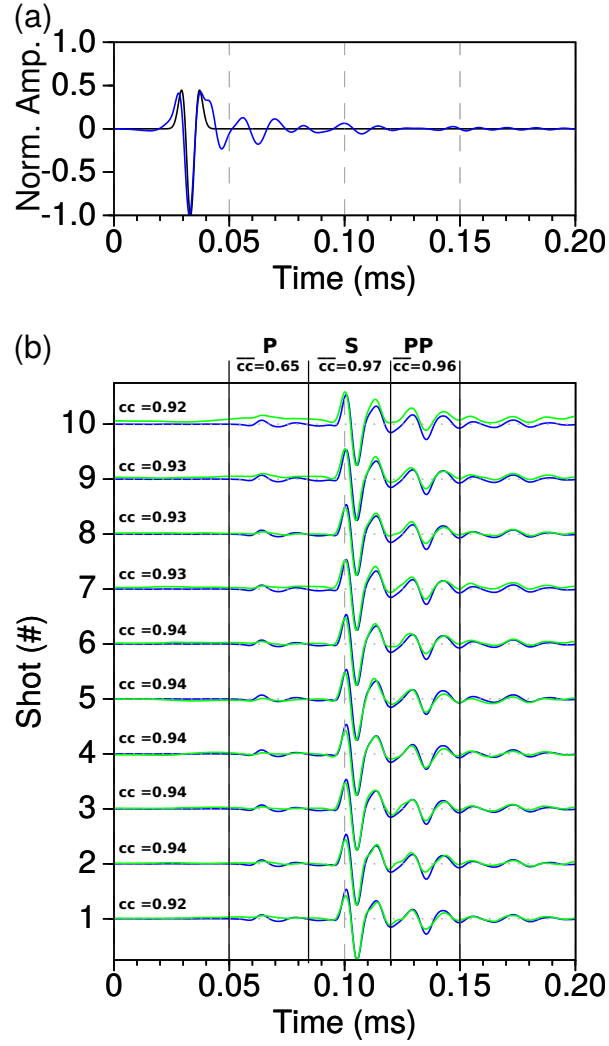 (a)
1.0
0.5
0
-0.5
-1.0
Norm. Amp.
0 0.05 0.10 0.15 0.20
Time (ms)
(b)
P S PP
cc=0.65 cc=0.97 cc=0.96
10 cc =0.92
9 cc =0.93
8 cc =0.93
7 cc =0.93
6 cc =0.94
5 cc =0.94
4 cc =0.94
3 cc =0.94
2 cc =0.94
1 cc =0.92
Shot (#)
0 0.05 0.10 0.15 0.20
Time (ms)